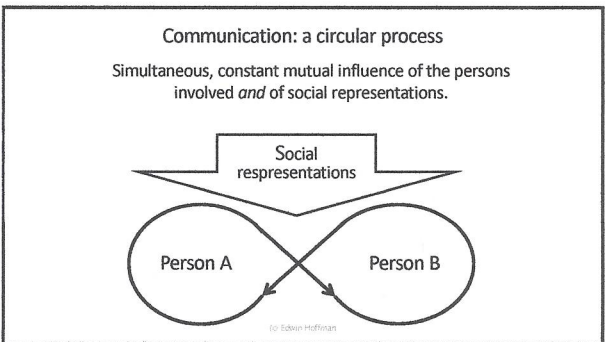 Communication: a circular process
Simultaneous, constant mutual influence of the persons
involved and of social representations.
Social
respresentations
Person A
Person B
(c) Edwin Hoffman